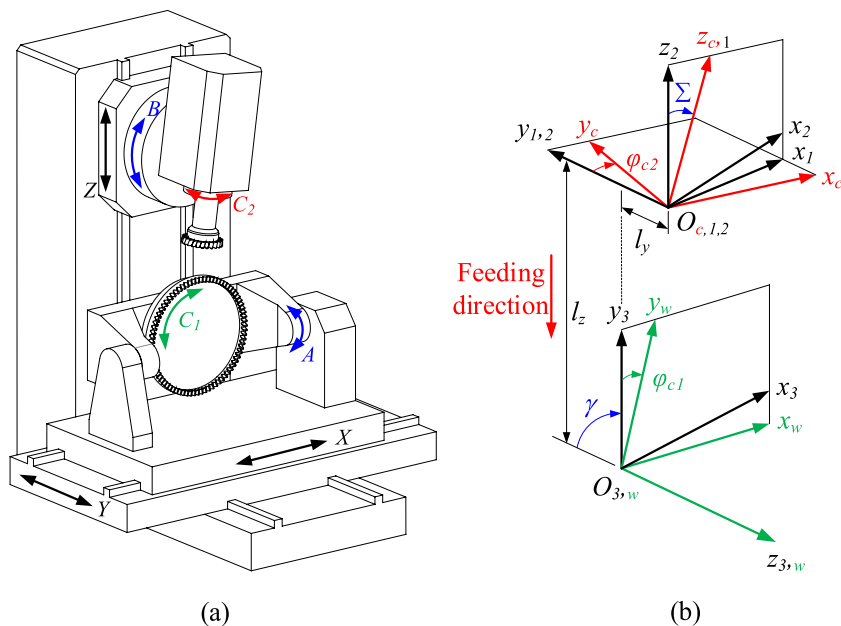 B
Z
C2
C1
A
X
Y
(a)
z2
zc,1
Σ
y1,2
yc
x2
φc2
x1
xc
Oc,1,2
ly
Feeding
direction
lz
y3
yw
φc1
x3
γ
xw
O3,w
z3,w
(b)